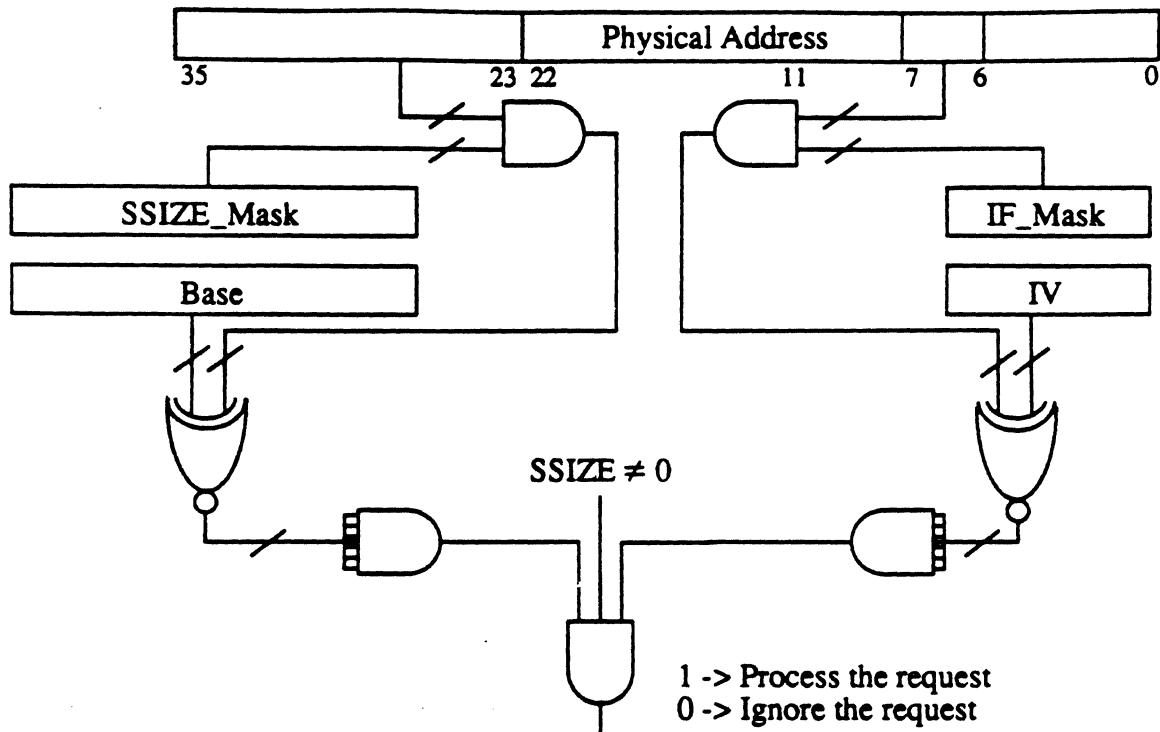 Physical Address
35 23 22 11 7 6 0
SSIZE_Mask
IF_Mask
Base
IV
SSIZE ≠ 0
1 -> Process the request
0 -> Ignore the request